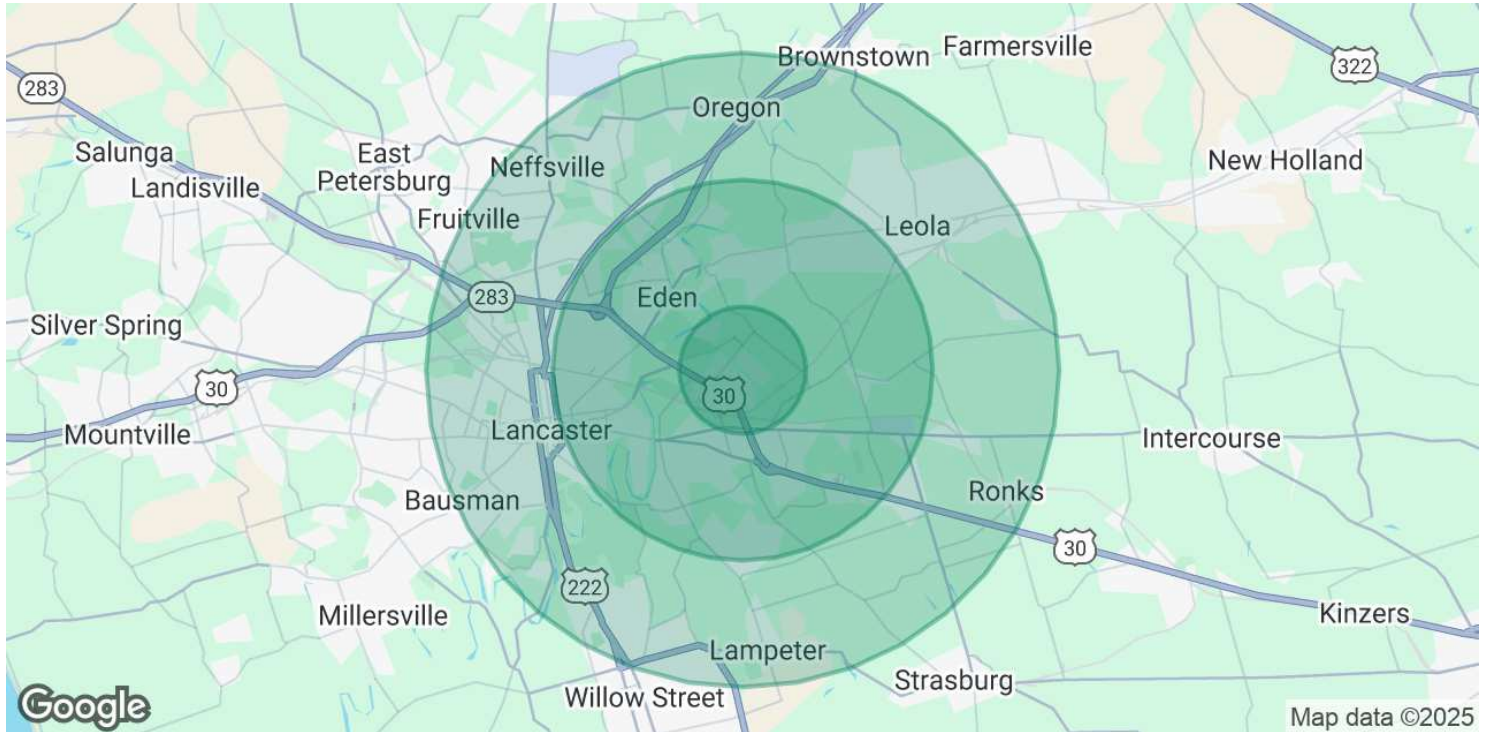 Brownstown
Farmersville
322
283
Oregon
Salunga
East
Petersburg
Neffsville
New Holland
Landisville
Fruitville
Leola
283
Eden
Silver Spring
30
30
Lancaster
Mountville
Intercourse
Bausman
Ronks
30
222
Millersville
Kinzers
Lampeter
Strasburg
Willow Street
Google
Map data ©2025